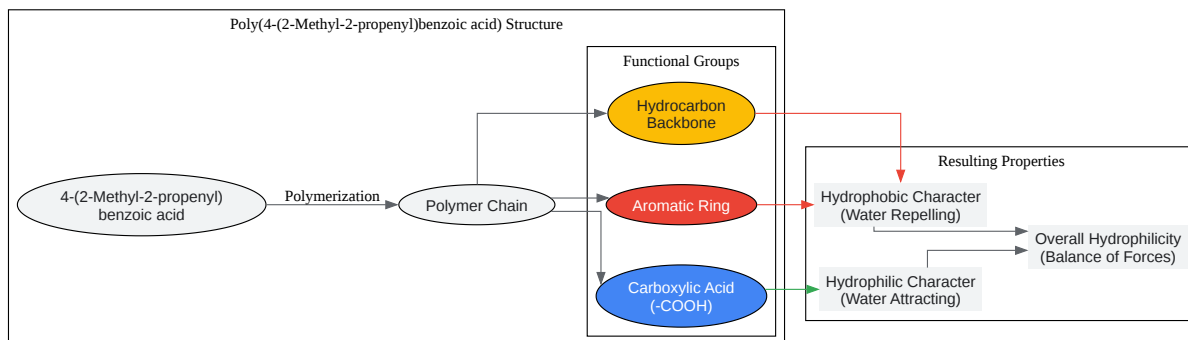 Poly(4-(2-Methyl-2-propenyl)benzoic acid) Structure
Functional Groups
Hydrocarbon
Backbone
Resulting Properties
4-(2-Methyl-2-propenyl)
benzoic acid
Polymerization
Polymer Chain
Aromatic Ring
Hydrophobic Character
(Water Repelling)
Overall Hydrophilicity
(Balance of Forces)
Carboxylic Acid
(-COOH)
Hydrophilic Character
(Water Attracting)